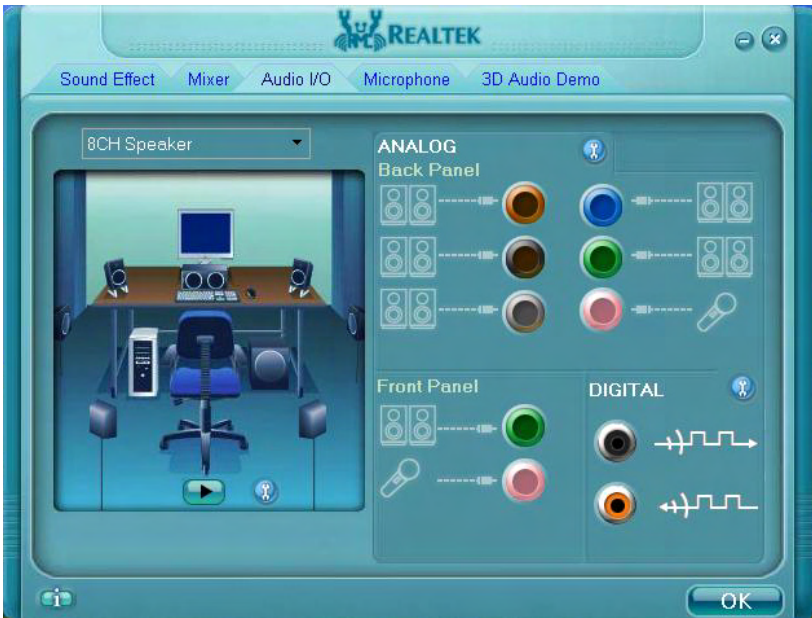 REALTEK
Sound Effect Mixer Audio I/O Microphone 3D Audio Demo
8CH Speaker
ANALOG
Back Panel
Front Panel
DIGITAL
OK